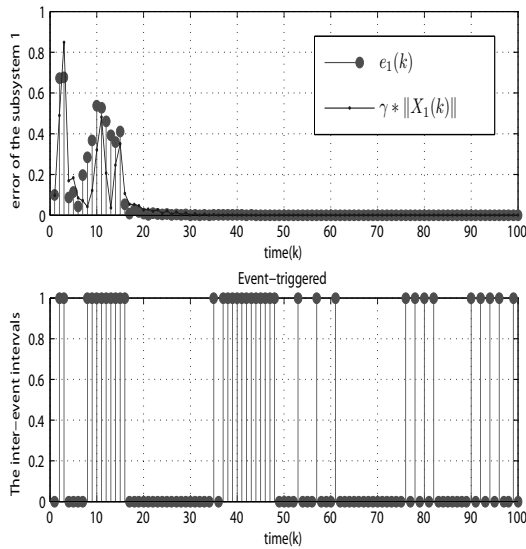 1
0.8
0.6
0.4
0.2
0
error of the subsystem 1
e₁(k)
γ * ‖X₁(k)‖
0 10 20 30 40 50 60 70 80 90 100
time(k)
Event-triggered
1
0.8
0.6
0.4
0.2
0
The inter-event intervals
0 10 20 30 40 50 60 70 80 90 100
time(k)